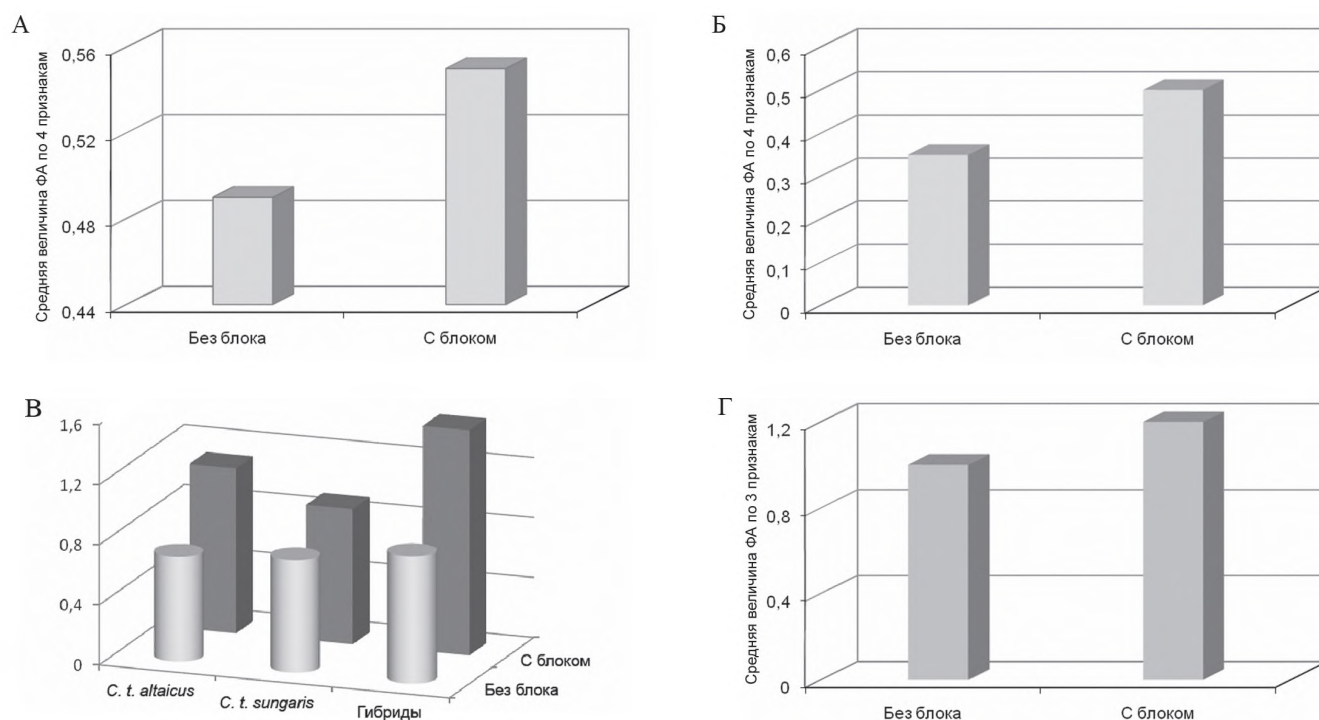 А
Средняя величина ФА по 4 признакам
0,56
0,52
0,48
0,44
Без блока
С блоком
Б
Средняя величина ФА по 4 признакам
0,6
0,5
0,4
0,3
0,2
0,1
0
Без блока
С блоком
В
1,6
1,2
0,8
0,4
0
C. t. altaicus
C. t. sungaris
Гибриды
Без блока
С блоком
Г
Средняя величина ФА по 3 признакам
1,2
0,8
0,4
0
Без блока
С блоком